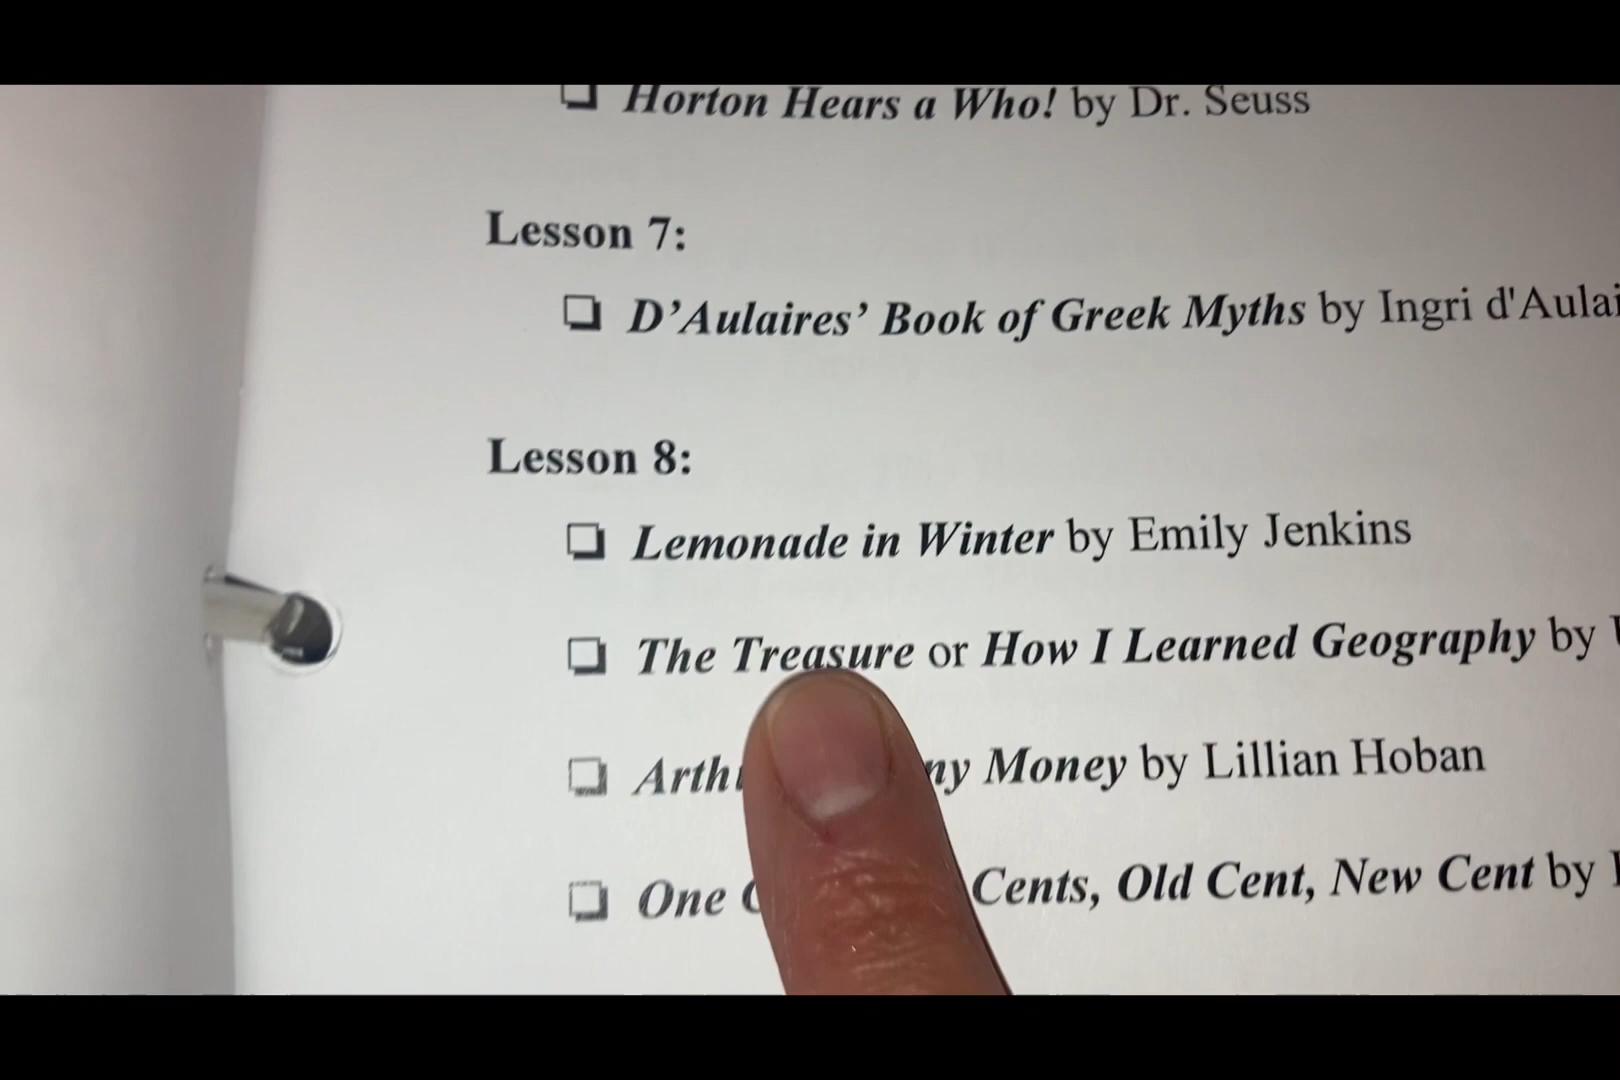 Horton Hears a Who! by Dr. Seuss
Lesson 7:
D'Aulaires' Book of Greek Myths by Ingri d'Aulai
Lesson 8:
Lemonade in Winter by Emily Jenkins
The Treasure or How I Learned Geography by
Money by Lillian Hoban
One Cents, Old Cent, New Cent by